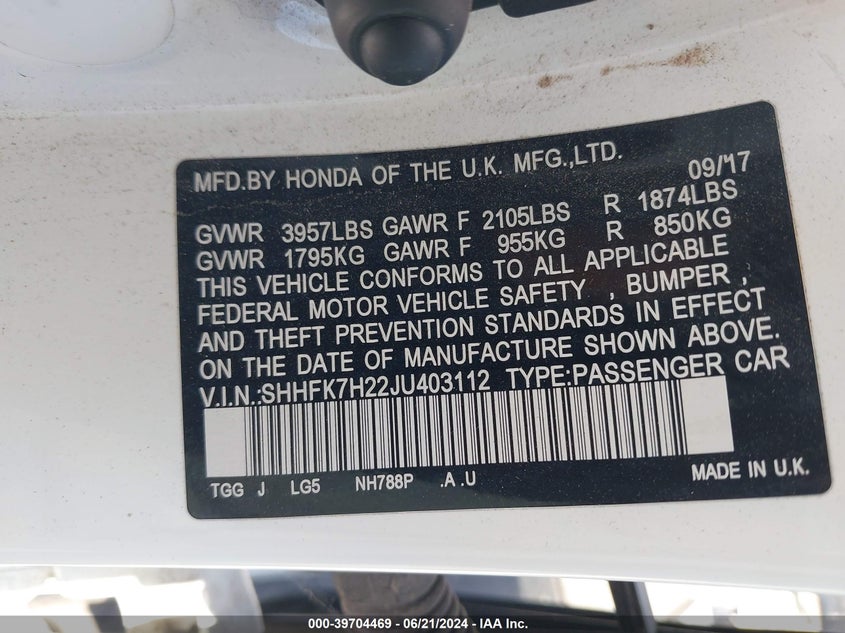 MFD.BY HONDA OF THE U.K. MFG.,LTD. 09/17
GVWR 3957LBS GAWR F 2105LBS R 1874LBS
GVWR 1795KG GAWR F 955KG R 850KG
THIS VEHICLE CONFORMS TO ALL APPLICABLE
FEDERAL MOTOR VEHICLE SAFETY , BUMPER ,
AND THEFT PREVENTION STANDARDS IN EFFECT
ON THE DATE OF MANUFACTURE SHOWN ABOVE.
V.I.N.:SHHFK7H22JU403112 TYPE:PASSENGER CAR
TGG J LG5 NH788P .A .U MADE IN U.K.
000-39704469 - 06/21/2024 - IAA Inc.